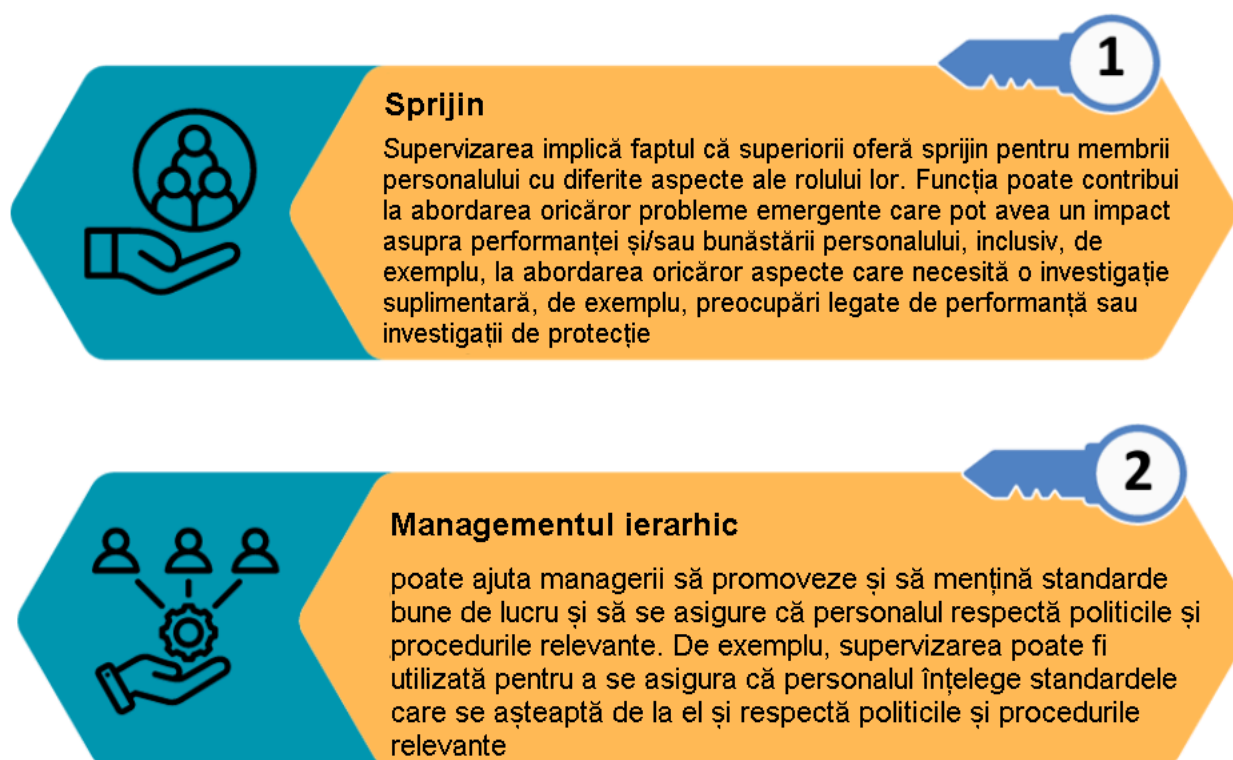 1
Sprijin
Supervizarea implică faptul că superiorii oferă sprijin pentru membrii
personalului cu diferite aspecte ale rolului lor. Funcția poate contribui
la abordarea oricăror probleme emergente care pot avea un impact
asupra performanței și/sau bunăstării personalului, inclusiv, de
exemplu, la abordarea oricăror aspecte care necesită o investigație
suplimentară, de exemplu, preocupări legate de performanță sau
investigații de protecție
2
Managementul ierarhic
poate ajuta managerii să promoveze și să mențină standarde
bune de lucru și să se asigure că personalul respectă politicile și
procedurile relevante. De exemplu, supervizarea poate fi
utilizată pentru a se asigura că personalul înțelege standardele
care se așteaptă de la el și respectă politicile și procedurile
relevante